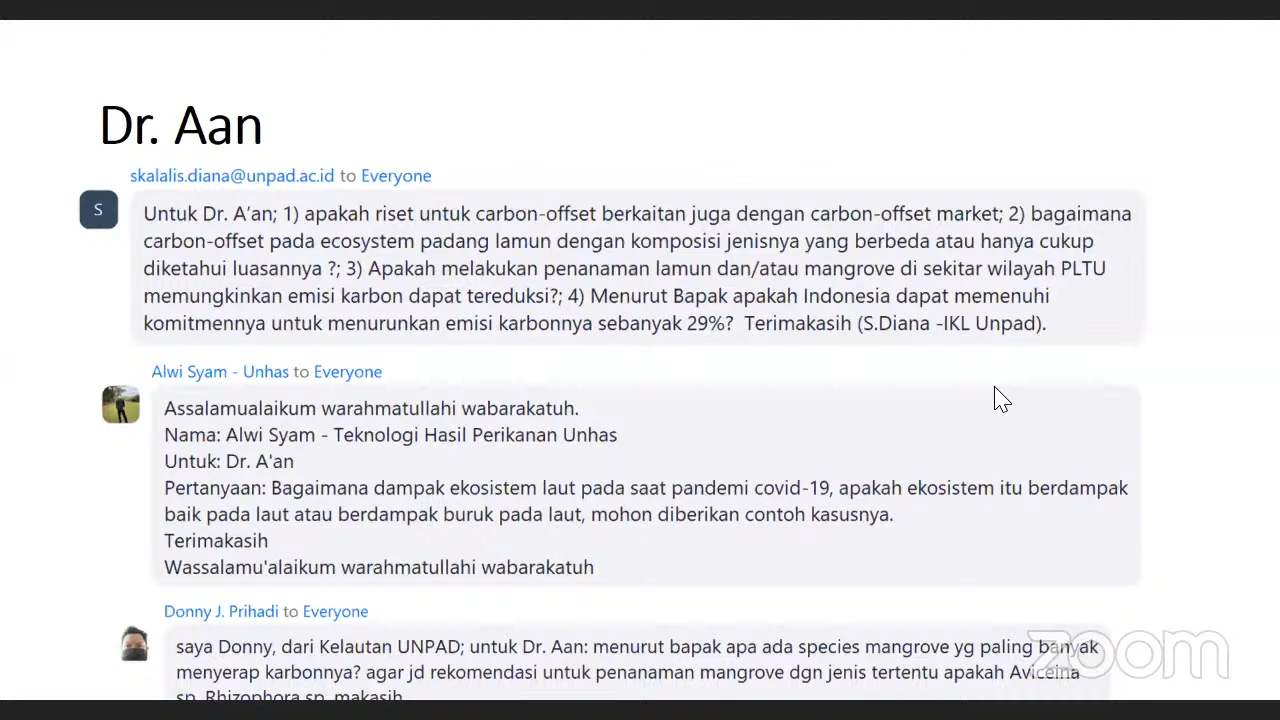 Dr. Aan
skalalis.diana@unpad.ac.id to Everyone
S
Untuk Dr. A’an; 1) apakah riset untuk carbon-offset berkaitan juga dengan carbon-offset market; 2) bagaimana
carbon-offset pada ecosystem padang lamun dengan komposisi jenisnya yang berbeda atau hanya cukup
diketahui luasannya ?; 3) Apakah melakukan penanaman lamun dan/atau mangrove di sekitar wilayah PLTU
memungkinkan emisi karbon dapat tereduksi?; 4) Menurut Bapak apakah Indonesia dapat memenuhi
komitmennya untuk menurunkan emisi karbonnya sebanyak 29%? Terimakasih (S.Diana -IKL Unpad).
Alwi Syam - Unhas to Everyone
Assalamualaikum warahmatullahi wabarakatuh.
Nama: Alwi Syam - Teknologi Hasil Perikanan Unhas
Untuk: Dr. A'an
Pertanyaan: Bagaimana dampak ekosistem laut pada saat pandemi covid-19, apakah ekosistem itu berdampak
baik pada laut atau berdampak buruk pada laut, mohon diberikan contoh kasusnya.
Terimakasih
Wassalamu'alaikum warahmatullahi wabarakatuh
Donny J. Prihadi to Everyone
saya Donny, dari Kelautan UNPAD; untuk Dr. Aan: menurut bapak apa ada species mangrove yg paling banyak
menyerap karbonnya? agar jd rekomendasi untuk penanaman mangrove dgn jenis tertentu apakah Aviceina
sp, Rhizophora sp. makasih
zoom